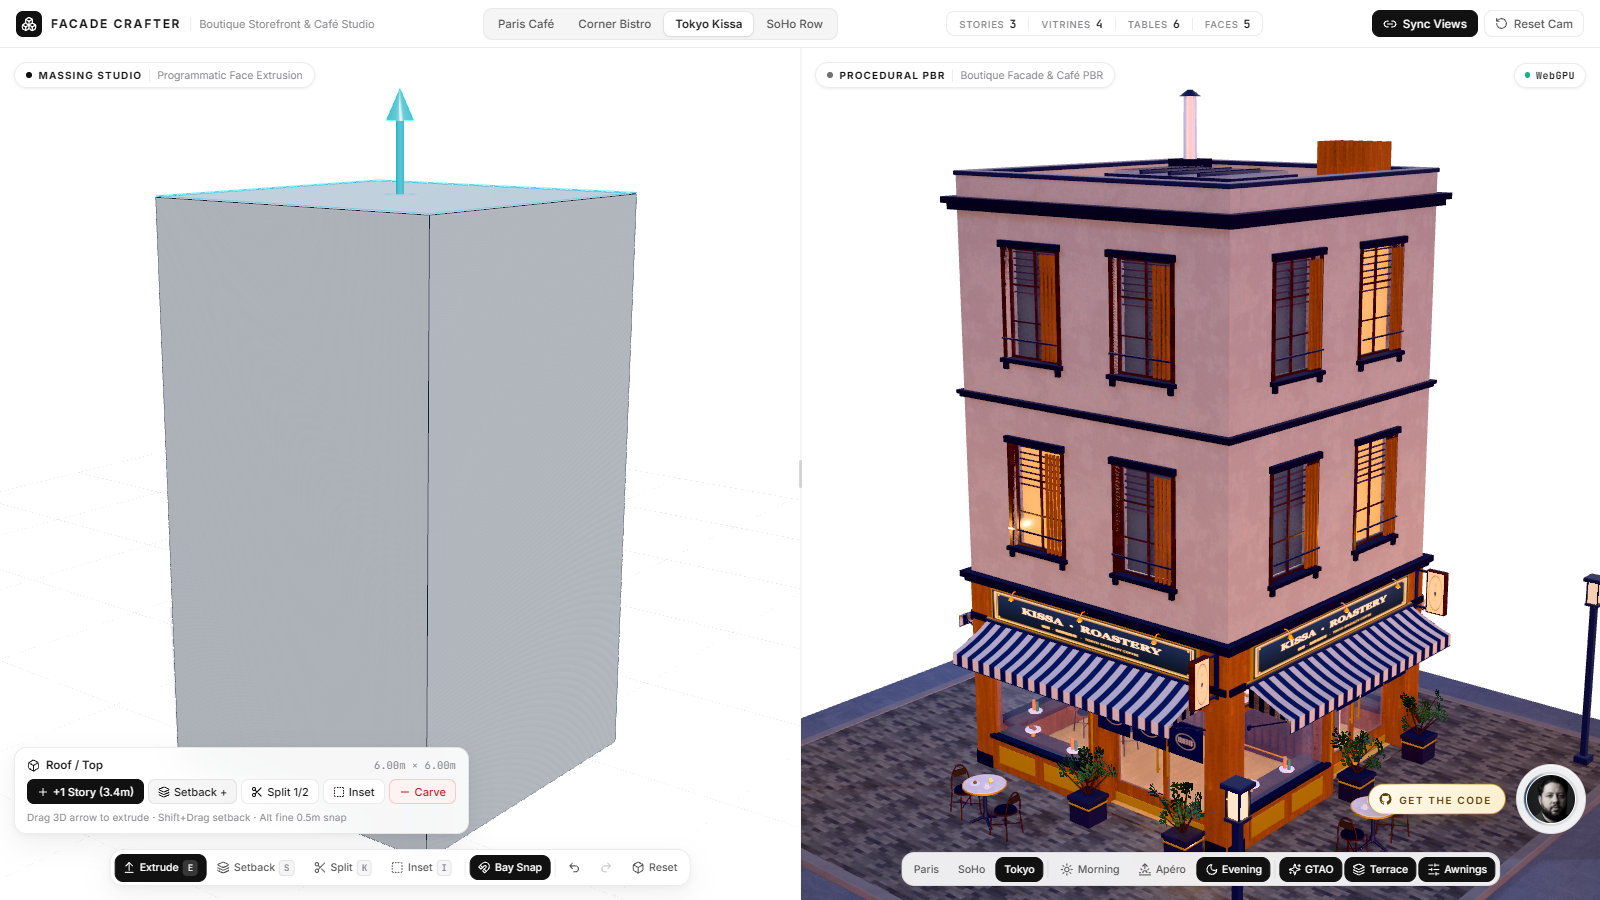 FACADE CRAFTER
Boutique Storefront & Café Studio
Paris Café
Corner Bistro
Tokyo Kissa
SoHo Row
STORIES 3
VITRINES 4
TABLES 6
FACES 5
Sync Views
Reset Cam
MASSING STUDIO
Programmatic Face Extrusion
PROCEDURAL PBR
Boutique Facade & Café PBR
WebGPU
KISSA · ROASTERY
KISSA · ROASTERY
Roof / Top
6.00m × 6.00m
+1 Story (3.4m)
Setback +
Split 1/2
Inset
Carve
Drag 3D arrow to extrude · Shift+Drag setback · Alt fine 0.5m snap
GET THE CODE
Extrude E
Setback S
Split K
Inset I
Bay Snap
Reset
Paris
SoHo
Tokyo
Morning
Apéro
Evening
GTAO
Terrace
Awnings